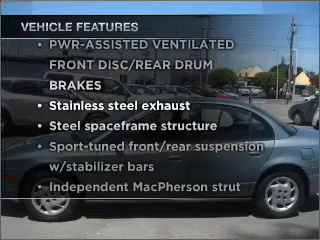 VEHICLE FEATURES
• PWR-ASSISTED VENTILATED
FRONT DISC/REAR DRUM
BRAKES
• Stainless steel exhaust
• Steel spaceframe structure
• Sport-tuned front/rear suspension
w/stabilizer bars
• Independent MacPherson strut